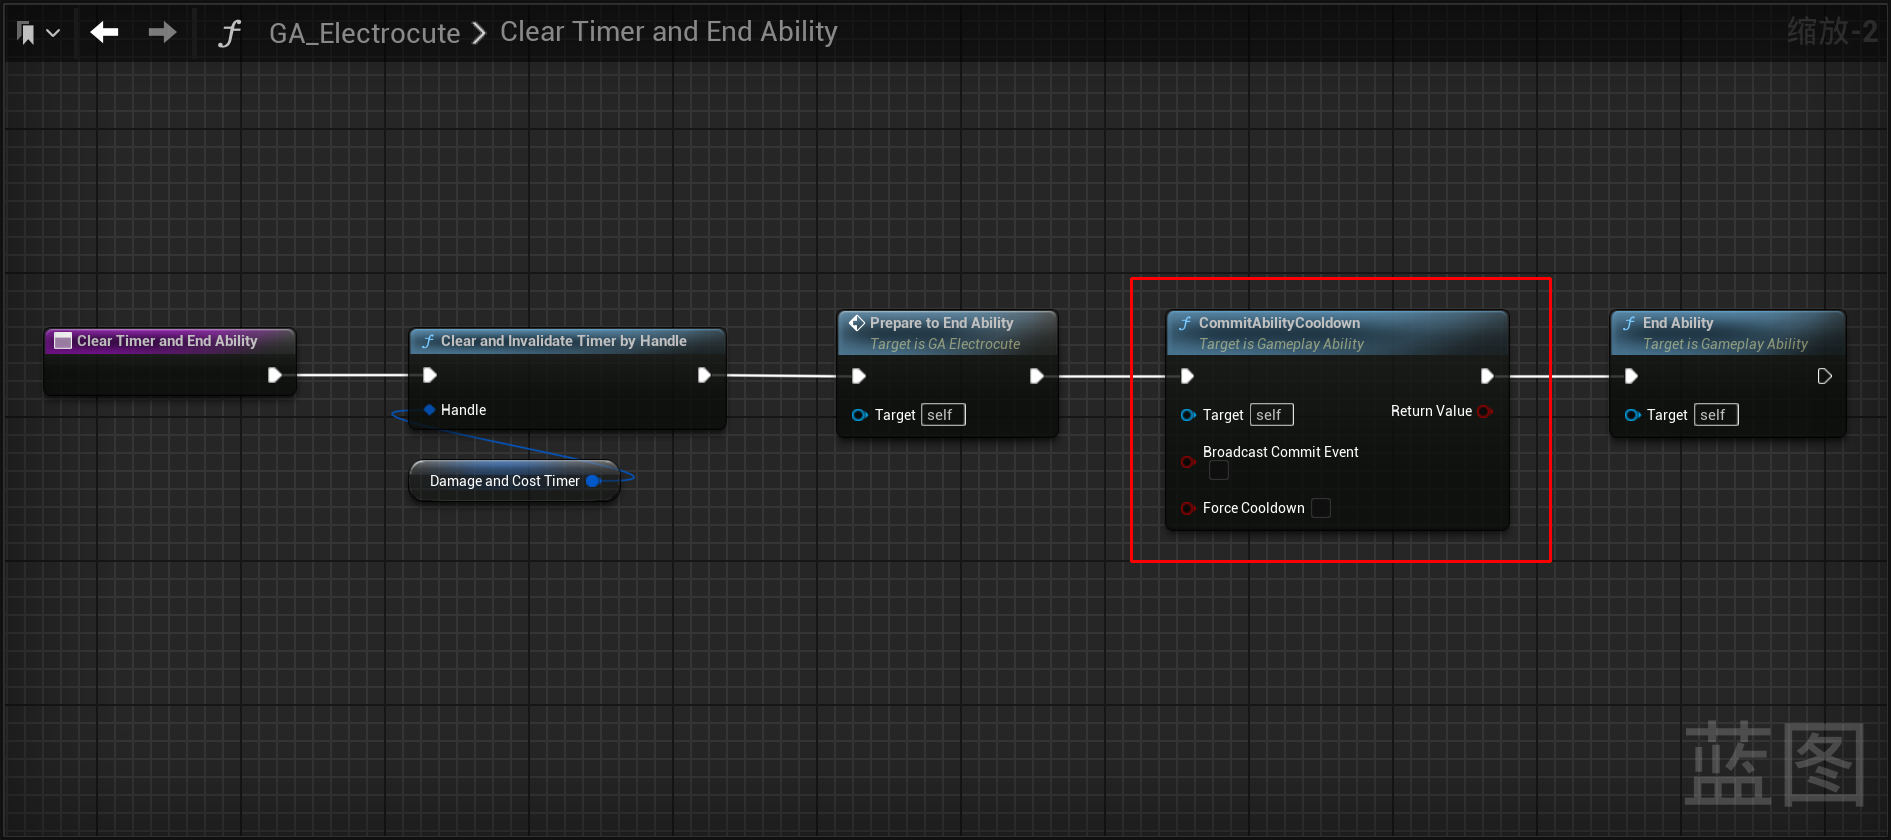 GA_Electrocute > Clear Timer and End Ability
缩放-2
Clear Timer and End Ability
Clear and Invalidate Timer by Handle
Handle
Damage and Cost Timer
Prepare to End Ability
Target is GA Electrocute
Target self
CommitAbilityCooldown
Target is Gameplay Ability
Target self
Return Value
Broadcast Commit Event
Force Cooldown
End Ability
Target is Gameplay Ability
Target self
蓝图